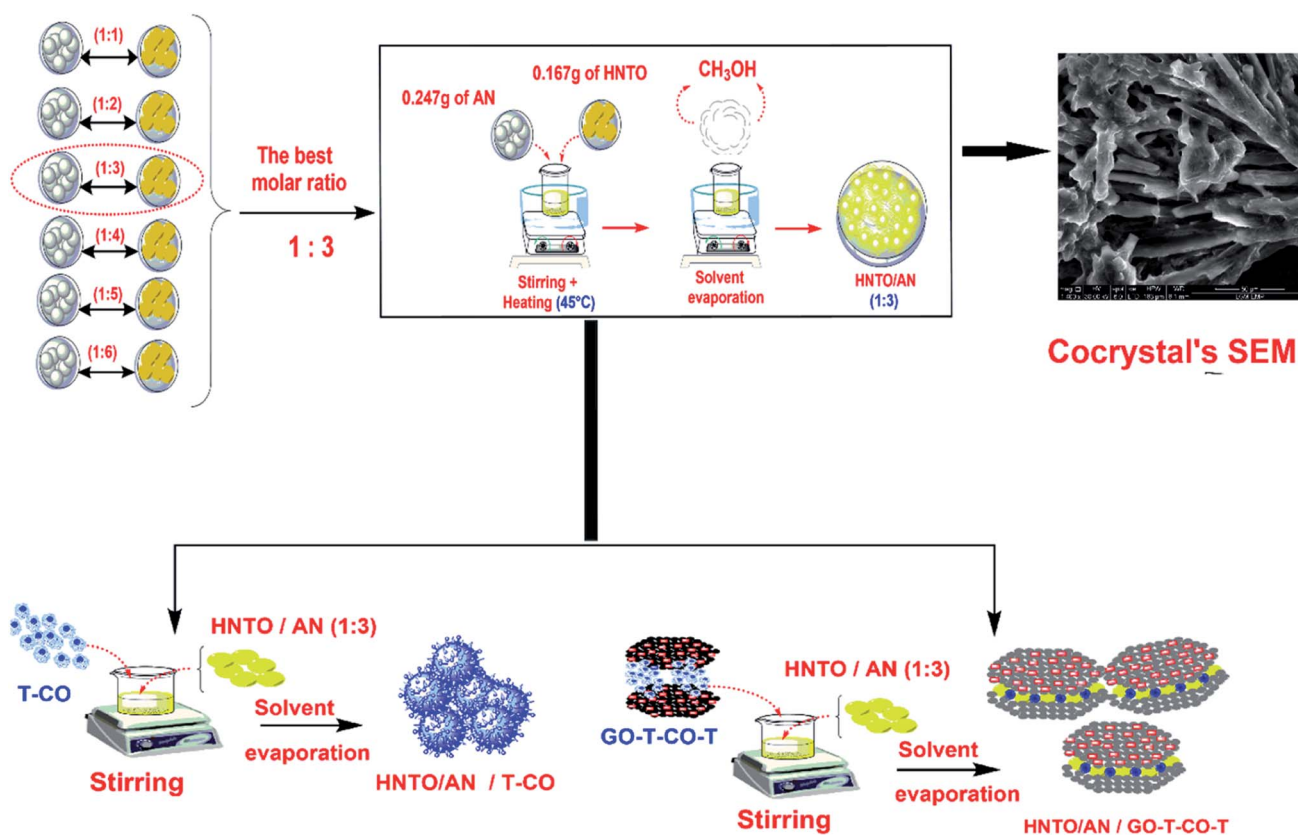 (1:1)
(1:2)
(1:3)
(1:4)
(1:5)
(1:6)
The best
molar ratio
1 : 3
0.247g of AN
0.167g of HNTO
CH₃OH
Stirring +
Heating (45°C)
Solvent
evaporation
HNTO/AN
(1:3)
Cocrystal's SEM
T-CO
HNTO / AN (1:3)
Stirring
Solvent
evaporation
HNTO/AN / T-CO
GO-T-CO-T
HNTO / AN (1:3)
Stirring
Solvent
evaporation
HNTO/AN / GO-T-CO-T